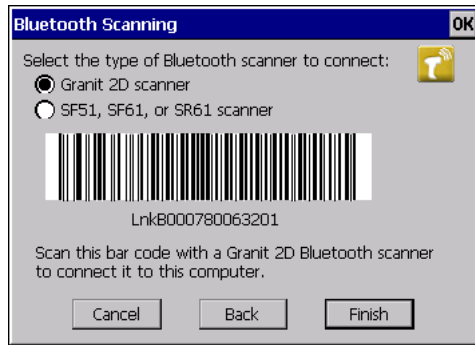 Bluetooth Scanning
OK
Select the type of Bluetooth scanner to connect:
Granit 2D scanner
SF51, SF61, or SR61 scanner
LnkB000780063201
Scan this bar code with a Granit 2D Bluetooth scanner
to connect it to this computer.
Cancel
Back
Finish